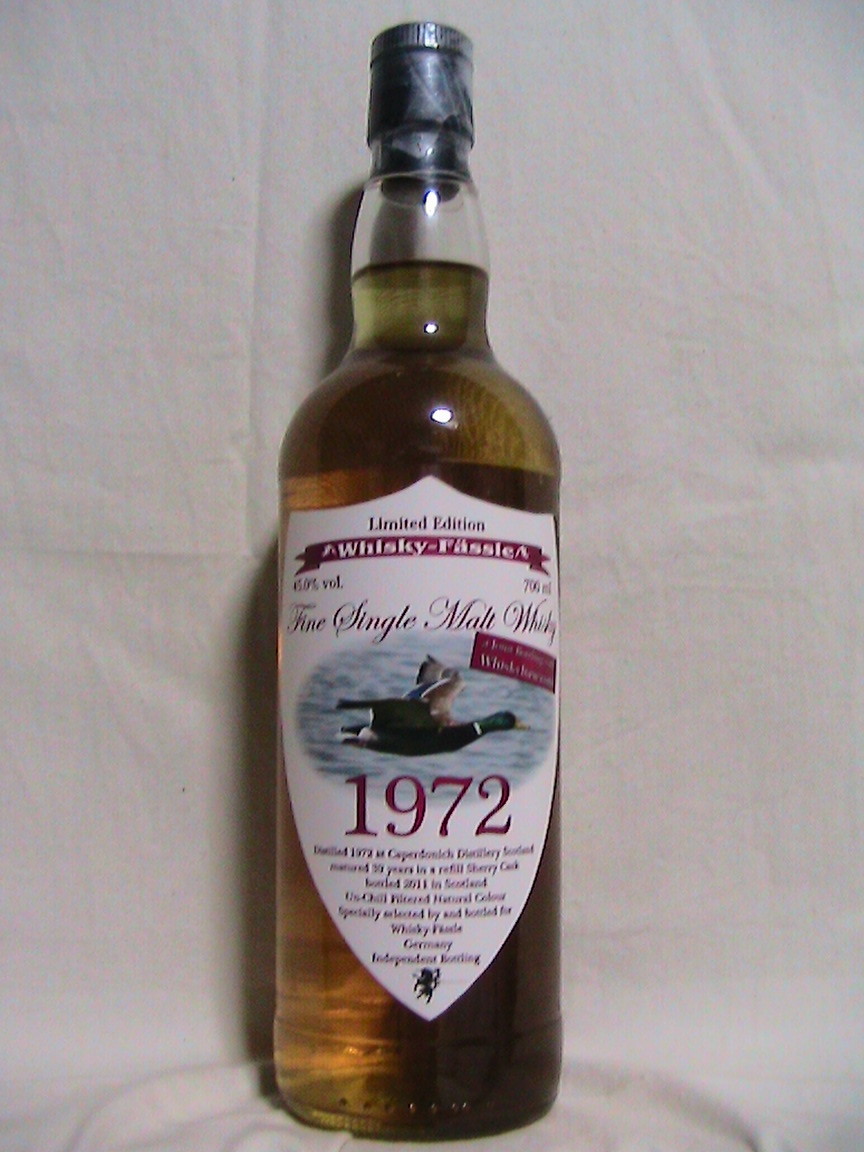 Limited Edition
Whisky-Fässle
vol.
700 ml
Fine Single Malt Whisky
1972
Distilled 1972 at Caperdonich Distillery Scotland
matured 39 years in a refill Sherry Cask
bottled 2011 in Scotland
Un-Chill Filtered Natural Colour
Specially selected by and bottled for
Whisky-Fässle
Germany
Independent Bottling